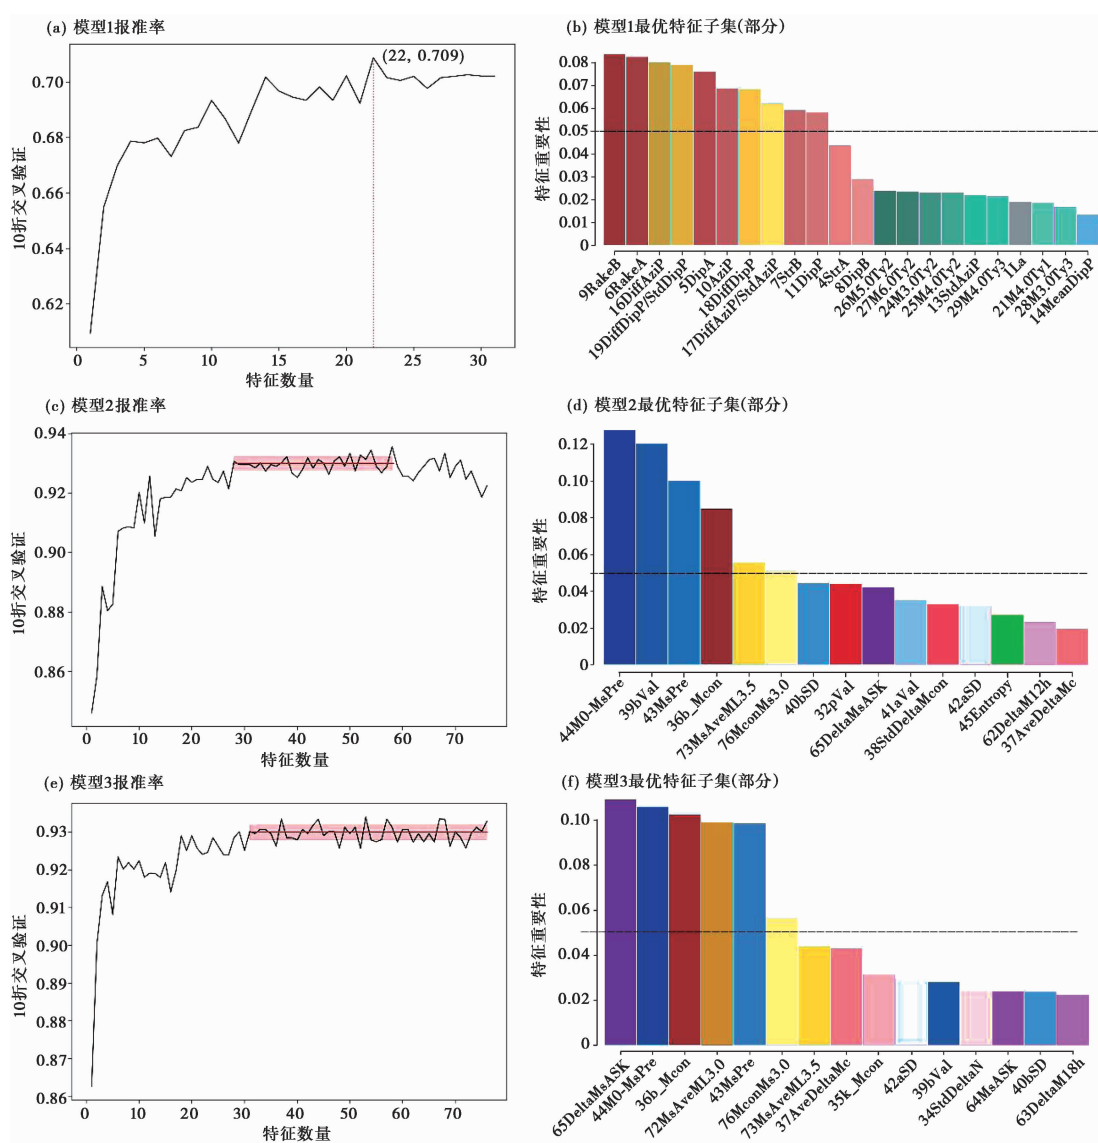 (a) 模型1报准率
(22, 0.709)
10折交叉验证
0.70
0.68
0.66
0.64
0.62
0
5
10
15
20
25
30
特征数量
(b) 模型1最优特征子集(部分)
特征重要性
0.08
0.07
0.06
0.05
0.04
0.03
0.02
0.01
0
9RakeB
6RakeA
16DiffAziP
19DiffDipP/StdDipP
5DipA
10AziP
18DiffDipP
17DiffAziP/StdAziP
7StrB
11DipP
4StrA
8DipB
26M5.0Ty2
27M6.0Ty2
24M3.0Ty2
25M4.0Ty2
13StdAziP
29M4.0Ty3
1La
21M4.0Ty1
28M3.0Ty3
14MeanDipP
(c) 模型2报准率
10折交叉验证
0.94
0.92
0.90
0.88
0.86
0
10
20
30
40
50
60
70
特征数量
(d) 模型2最优特征子集(部分)
特征重要性
0.12
0.10
0.08
0.06
0.04
0.02
0
44M0-MsPre
39bVal
43MsPre
36b_Mcon
73MsAveML3.5
76MconMs3.0
40bSD
32pVal
65DeltaMsASK
41aVal
38StdDeltaMcon
42aSD
45Entropy
62DeltaM12h
37AveDeltaMc
(e) 模型3报准率
10折交叉验证
0.93
0.92
0.91
0.90
0.89
0.88
0.87
0.86
0
10
20
30
40
50
60
70
特征数量
(f) 模型3最优特征子集(部分)
特征重要性
0.10
0.08
0.06
0.04
0.02
0
65DeltaMsASK
44M0-MsPre
36b_Mcon
72MsAveML3.0
43MsPre
76MconMs3.0
73MsAveML3.5
37AveDeltaMc
35k_Mcon
42aSD
39bVal
34StdDeltaN
64MsASK
40bSD
63DeltaM18h